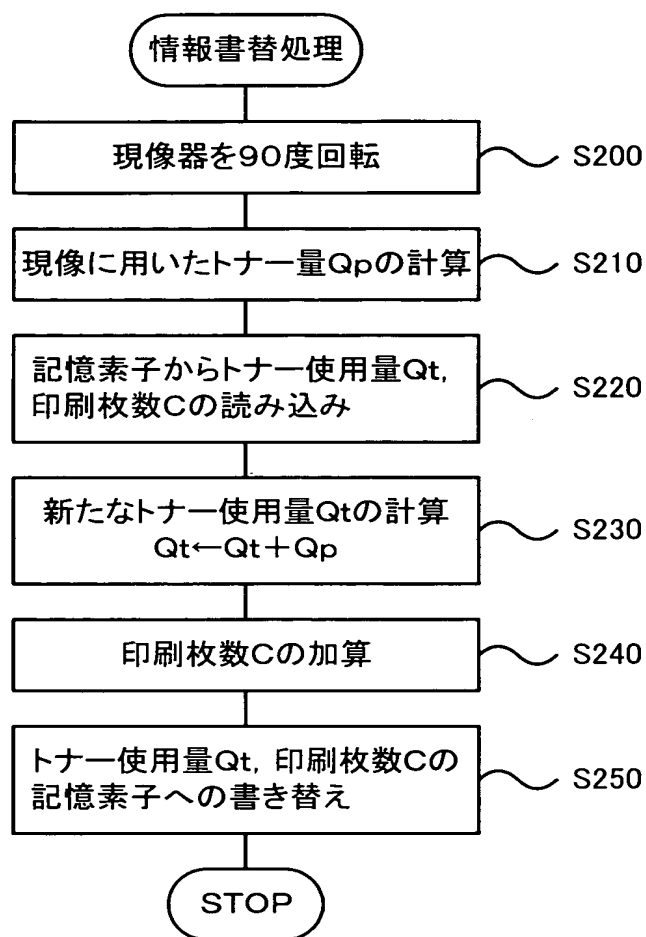 情報書替処理
現像器を90度回転
S200
現像に用いたトナー量Qpの計算
S210
記憶素子からトナー使用量Qt,
印刷枚数Cの読み込み
S220
新たなトナー使用量Qtの計算
Qt←Qt+Qp
S230
印刷枚数Cの加算
S240
トナー使用量Qt, 印刷枚数Cの
記憶素子への書き替え
S250
STOP